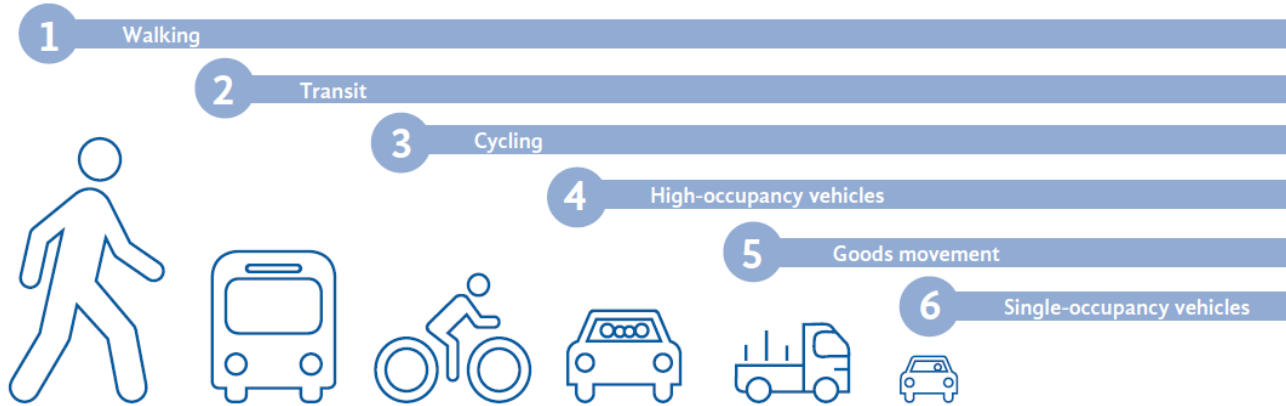 1 Walking
2 Transit
3 Cycling
4 High-occupancy vehicles
5 Goods movement
6 Single-occupancy vehicles